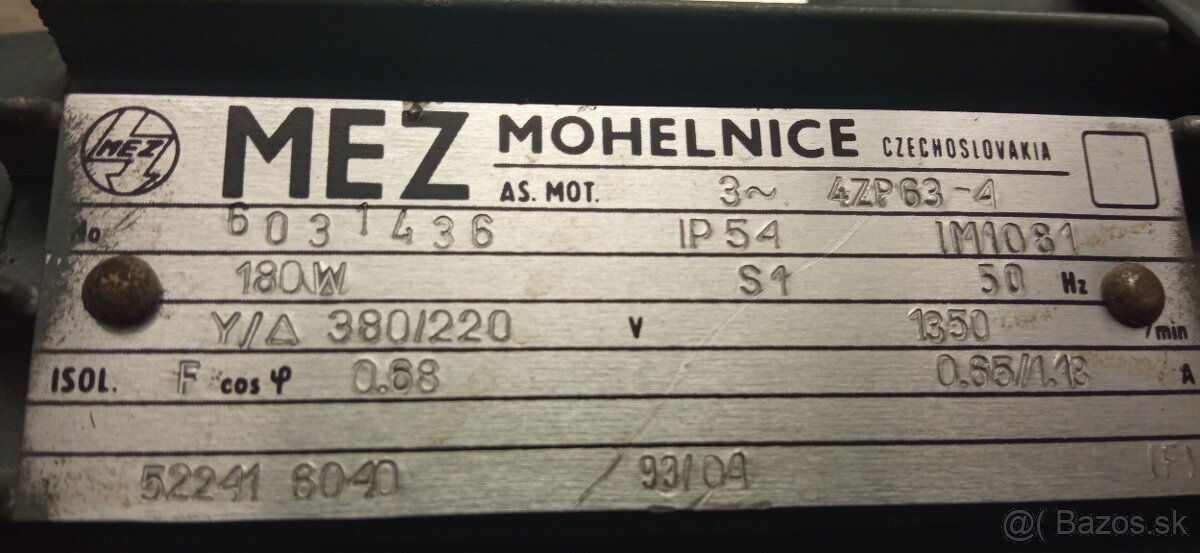 MEZ MEZ MOHELNICE CZECHOSLOVAKIA
AS. MOT. 3~ 4ZP63-4
No 6031436 IP54 IM1081
180W S1 50 Hz
Y/Δ 380/220 V 1350 /min
ISOL. F cos φ 0.68 0.65/1.13 A
52241 6040 93/04 (F)
@( Bazos.sk